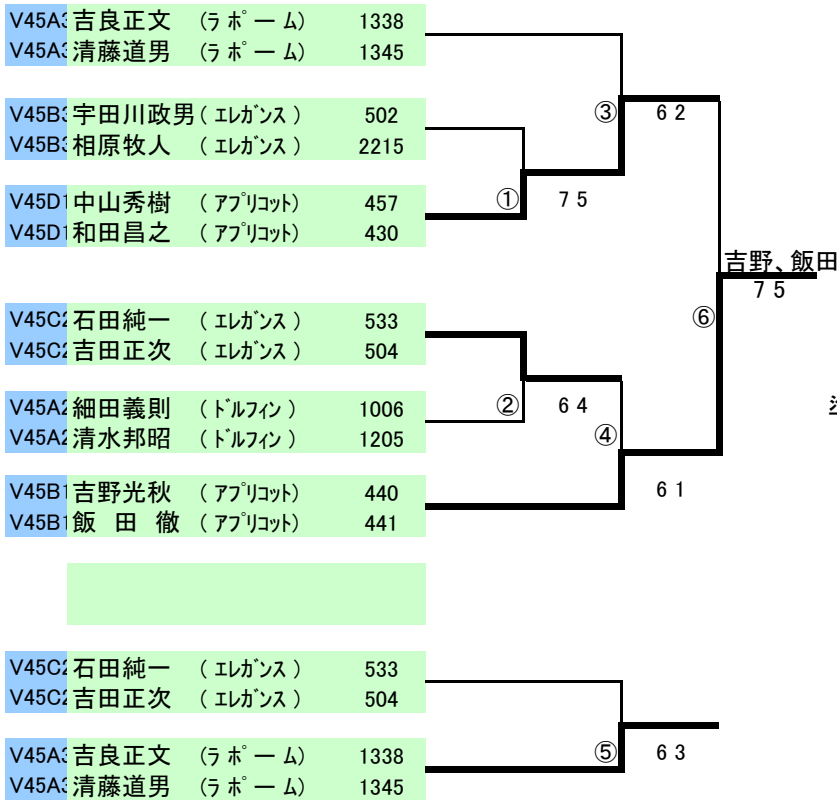 V45A3 吉良正文 (ラポーム) 1338
V45A3 清藤道男 (ラポーム) 1345
③ 6 2
V45B3 宇田川政男 (エレガンス) 502
V45B3 相原牧人 (エレガンス) 2215
① 7 5
V45D1 中山秀樹 (アプリコット) 457
V45D1 和田昌之 (アプリコット) 430
吉野、飯田
7 5
⑥
V45C2 石田純一 (エレガンス) 533
V45C2 吉田正次 (エレガンス) 504
② 6 4
V45A2 細田義則 (ドルフィン) 1006
V45A2 清水邦昭 (ドルフィン) 1205
④
6 1
V45B1 吉野光秋 (アプリコット) 440
V45B1 飯 田 徹 (アプリコット) 441
V45C2 石田純一 (エレガンス) 533
V45C2 吉田正次 (エレガンス) 504
⑤ 6 3
V45A3 吉良正文 (ラポーム) 1338
V45A3 清藤道男 (ラポーム) 1345